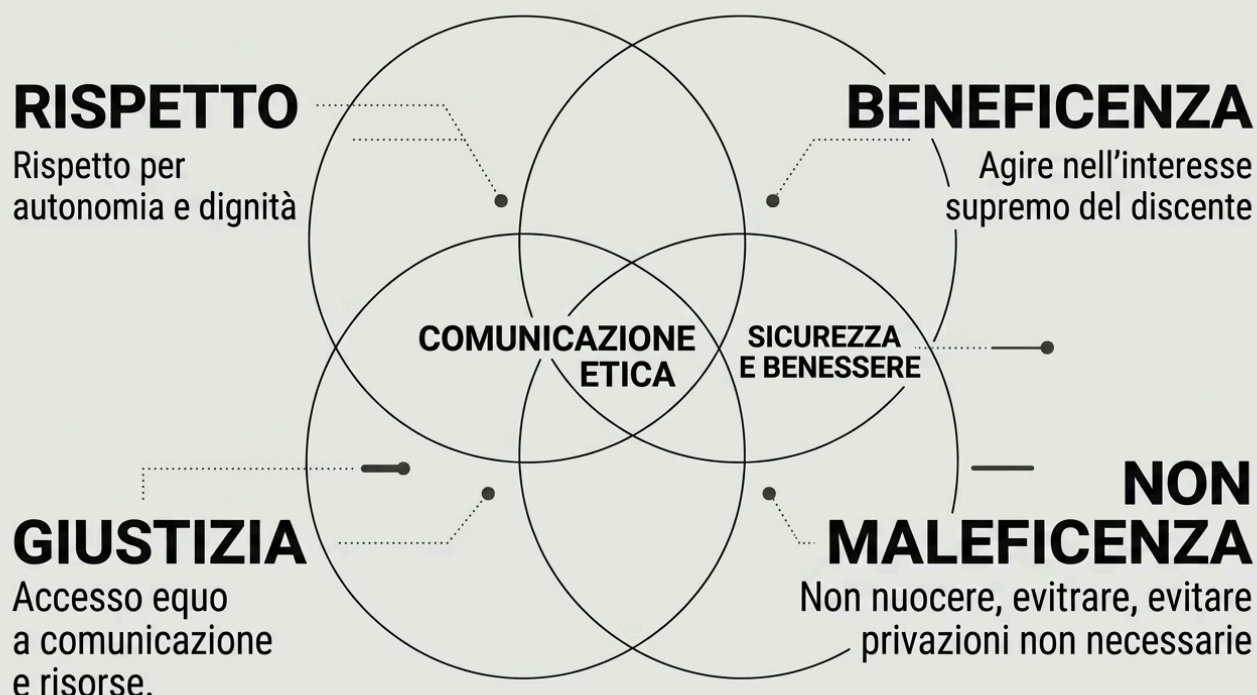 RISPETTO
Rispetto per
autonomia e dignità
BENEFICENZA
Agire nell'interesse
supremo del discente
COMUNICAZIONE
ETICA
SICUREZZA
E BENESSERE
GIUSTIZIA
Accesso equo
a comunicazione
e risorse.
NON
MALEFICENZA
Non nuocere, evitrare, evitare
privazioni non necessarie